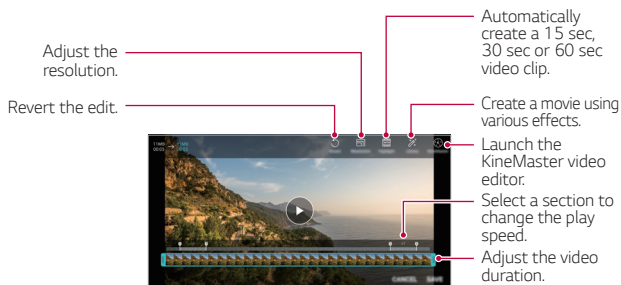 Adjust the
resolution.
Revert the edit.
Automatically
create a 15 sec,
30 sec or 60 sec
video clip.
Create a movie using
various effects.
Launch the
KineMaster video
editor.
Select a section to
change the play
speed.
Adjust the video
duration.
CANCEL SAVE